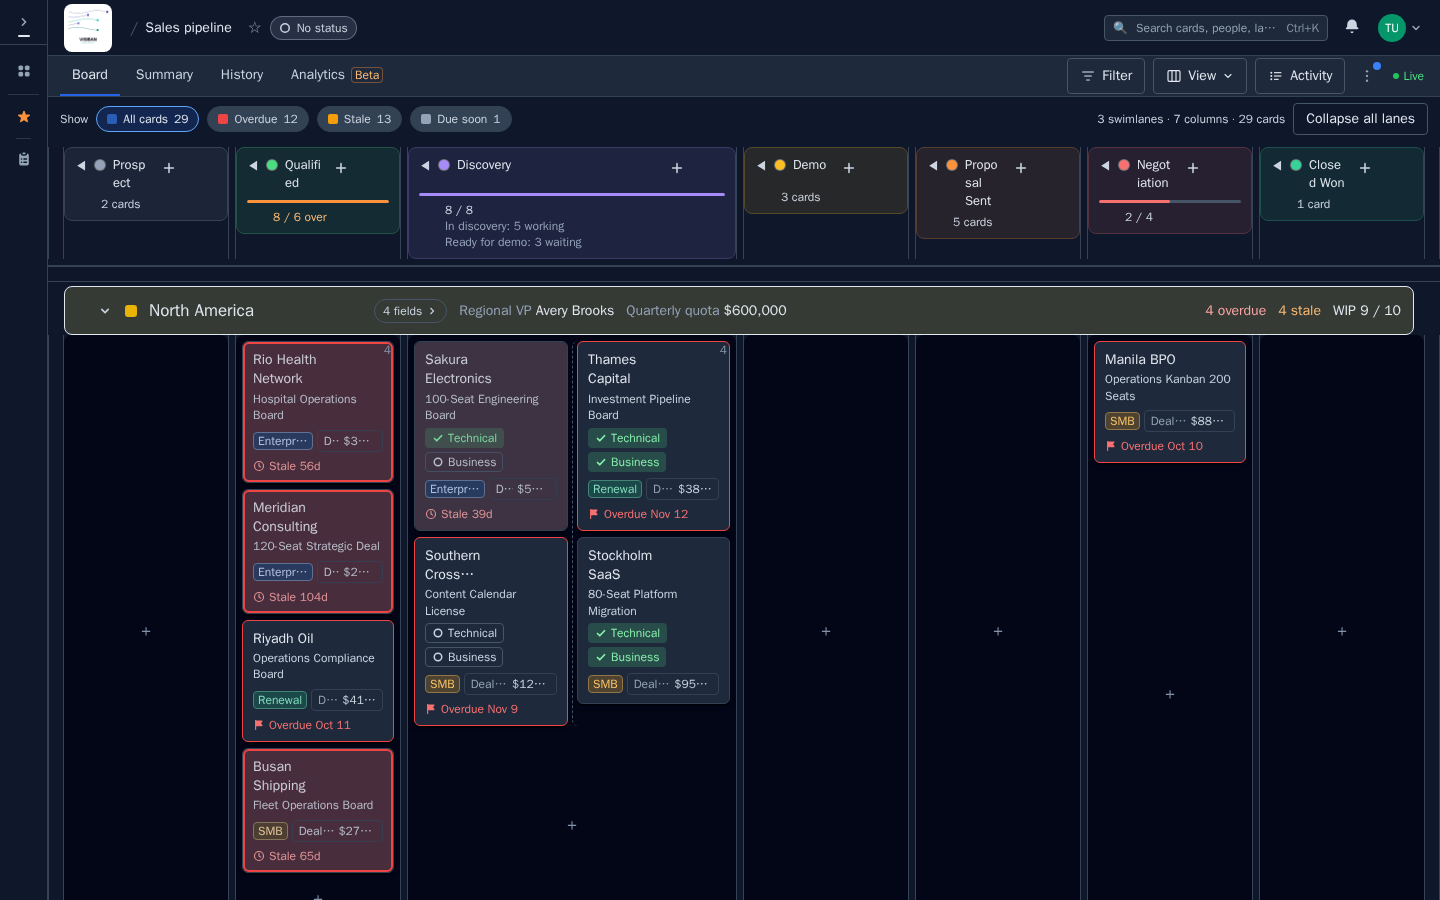 VISBAN
/ Sales pipeline ☆ No status
Search cards, people, la··· Ctrl+K
TU
Board Summary History Analytics Beta
Filter View Activity Live
Show All cards 29 Overdue 12 Stale 13 Due soon 1
3 swimlanes · 7 columns · 29 cards Collapse all lanes
Prosp
ect
2 cards
Qualifi
ed
8 / 6 over
Discovery
8 / 8
In discovery: 5 working
Ready for demo: 3 waiting
Demo
3 cards
Propo
sal
Sent
5 cards
Negot
iation
2 / 4
Close
d Won
1 card
North America 4 fields Regional VP Avery Brooks Quarterly quota $600,000 4 overdue 4 stale WIP 9 / 10
4
Rio Health
Network
Hospital Operations
Board
Enterpr··· D·· $3···
Stale 56d
Meridian
Consulting
120-Seat Strategic Deal
Enterpr··· D·· $2···
Stale 104d
Riyadh Oil
Operations Compliance
Board
Renewal D··· $41···
Overdue Oct 11
Busan
Shipping
Fleet Operations Board
SMB Deal··· $27···
Stale 65d
Sakura
Electronics
100-Seat Engineering
Board
Technical
Business
Enterpr··· D·· $5···
Stale 39d
Southern
Cross···
Content Calendar
License
Technical
Business
SMB Deal··· $12···
Overdue Nov 9
4
Thames
Capital
Investment Pipeline
Board
Technical
Business
Renewal D··· $38···
Overdue Nov 12
Stockholm
SaaS
80-Seat Platform
Migration
Technical
Business
SMB Deal··· $95···
Manila BPO
Operations Kanban 200
Seats
SMB Deal··· $88···
Overdue Oct 10